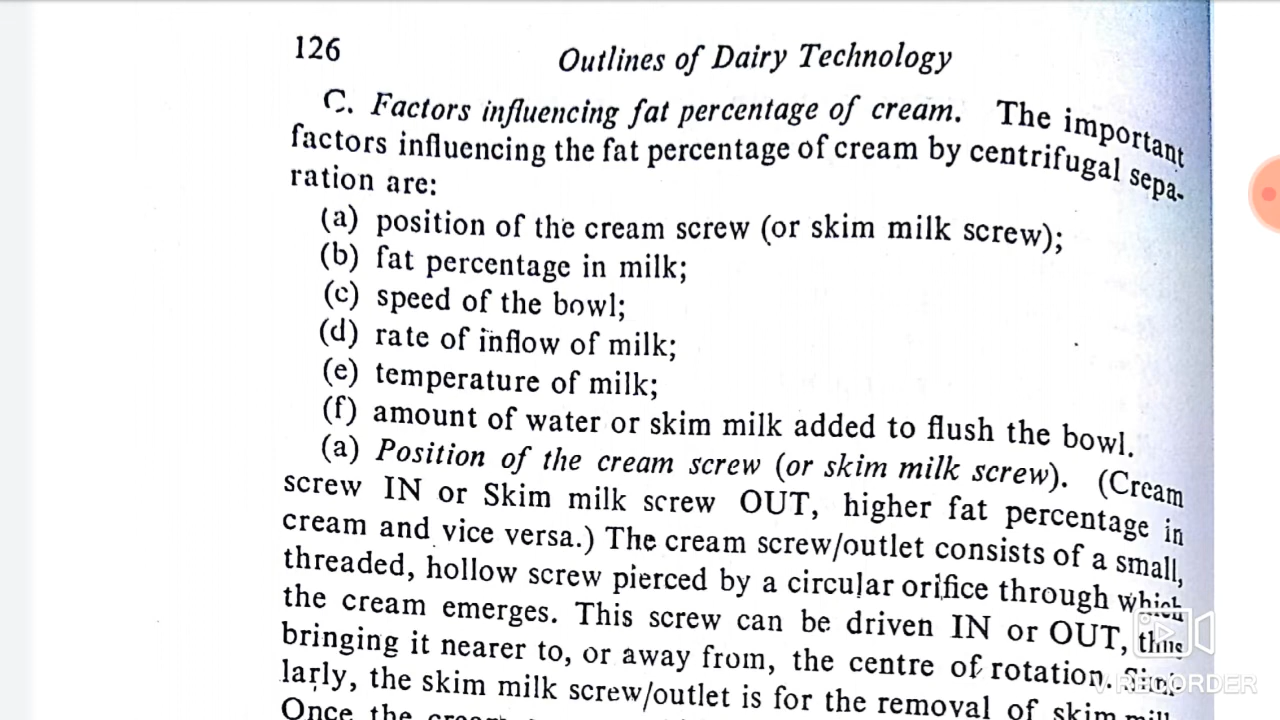 126
Outlines of Dairy Technology
C. Factors influencing fat percentage of cream. The important
factors influencing the fat percentage of cream by centrifugal sepa-
ration are:
(a) position of the cream screw (or skim milk screw);
(b) fat percentage in milk;
(c) speed of the bowl;
(d) rate of inflow of milk;
(e) temperature of milk;
(f) amount of water or skim milk added to flush the bowl.
(a) Position of the cream screw (or skim milk screw). (Cream
screw IN or Skim milk screw OUT, higher fat percentage in
cream and vice versa.) The cream screw/outlet consists of a small,
threaded, hollow screw pierced by a circular orifice through which
the cream emerges. This screw can be driven IN or OUT, thus
bringing it nearer to, or away from, the centre of rotation.
larly, the skim milk screw/outlet is for the removal of skim
Once the
V RECORDER